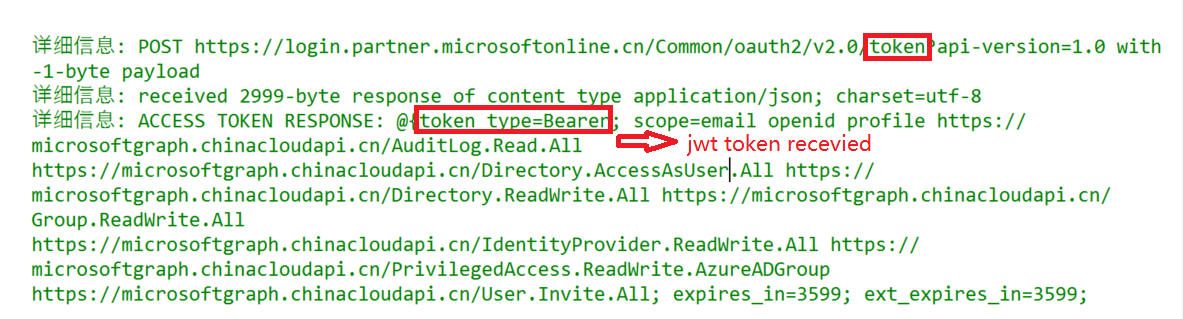 详细信息: POST https://login.partner.microsoftonline.cn/Common/oauth2/v2.0/token?api-version=1.0 with
-1-byte payload
详细信息: received 2999-byte response of content type application/json; charset=utf-8
详细信息: ACCESS TOKEN RESPONSE: @{token_type=Bearer; scope=email openid profile https://
microsoftgraph.chinacloudapi.cn/AuditLog.Read.All
jwt token recevied
https://microsoftgraph.chinacloudapi.cn/Directory.AccessAsUser.All https://
microsoftgraph.chinacloudapi.cn/Directory.ReadWrite.All https://microsoftgraph.chinacloudapi.cn/
Group.ReadWrite.All
https://microsoftgraph.chinacloudapi.cn/IdentityProvider.ReadWrite.All https://
microsoftgraph.chinacloudapi.cn/PrivilegedAccess.ReadWrite.AzureADGroup
https://microsoftgraph.chinacloudapi.cn/User.Invite.All; expires_in=3599; ext_expires_in=3599;